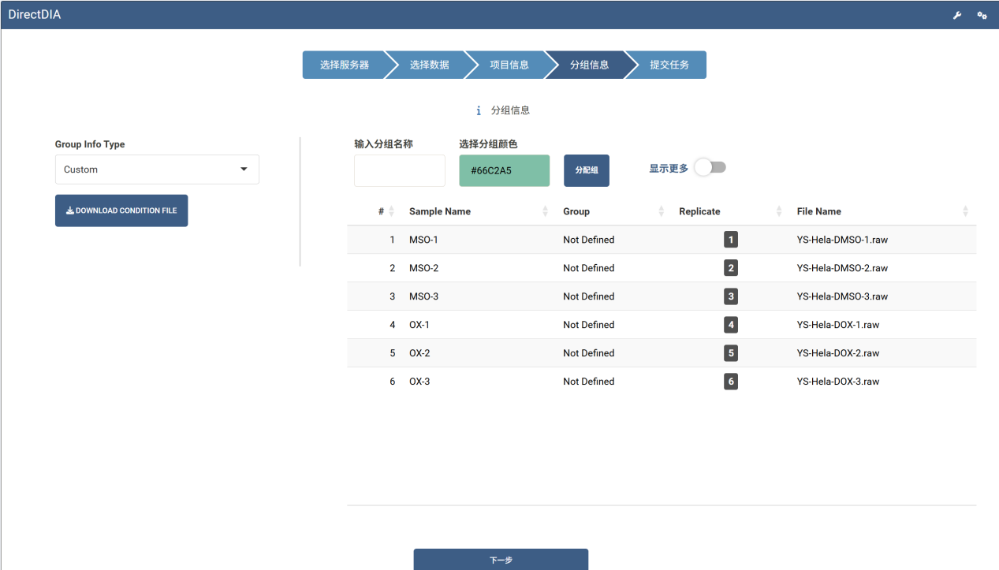 DirectDIA
选择服务器 选择数据 项目信息 分组信息 提交任务
i 分组信息
Group Info Type
Custom
DOWNLOAD CONDITION FILE
输入分组名称 选择分组颜色
#66C2A5 分配组 显示更多
# Sample Name Group Replicate File Name
1 MSO-1 Not Defined 1 YS-Hela-DMSO-1.raw
2 MSO-2 Not Defined 2 YS-Hela-DMSO-2.raw
3 MSO-3 Not Defined 3 YS-Hela-DMSO-3.raw
4 OX-1 Not Defined 4 YS-Hela-DOX-1.raw
5 OX-2 Not Defined 5 YS-Hela-DOX-2.raw
6 OX-3 Not Defined 6 YS-Hela-DOX-3.raw
下一步